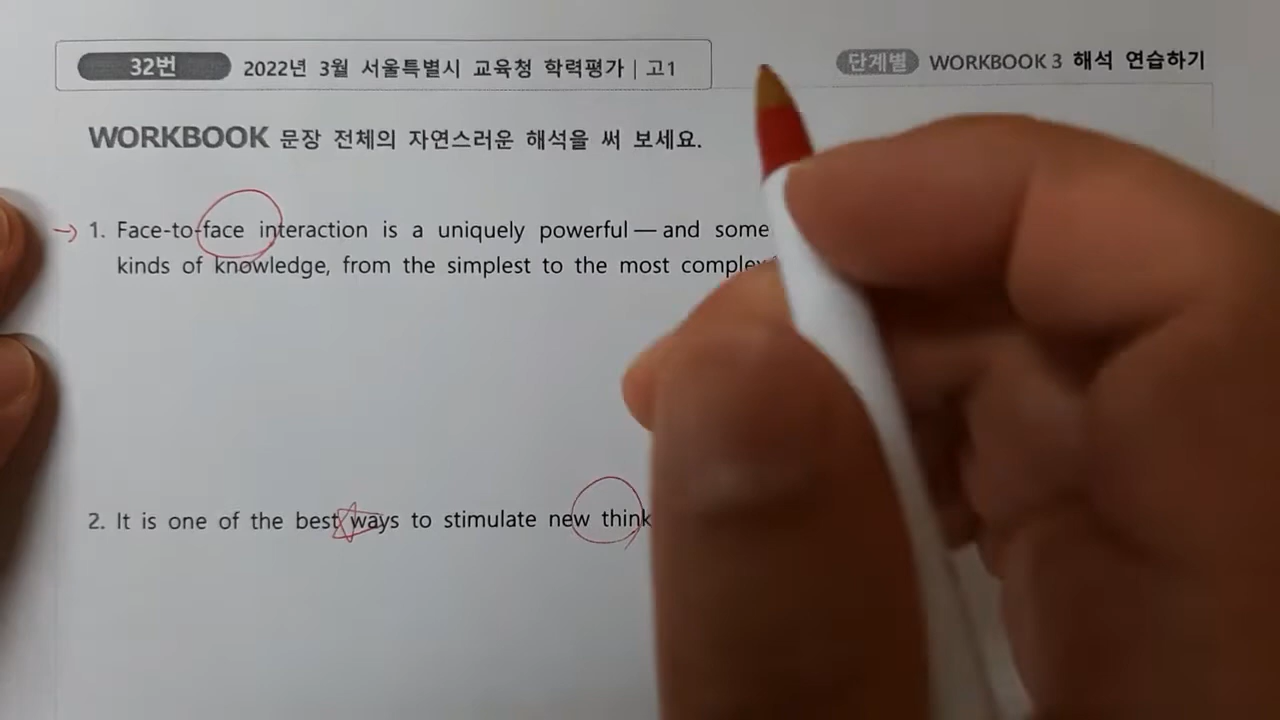 32번 2022년 3월 서울특별시 교육청 학력평가 | 고1
단계별 WORKBOOK 3 해석 연습하기
WORKBOOK 문장 전체의 자연스러운 해석을 써 보세요.
1. Face-to-face interaction is a uniquely powerful — and some
kinds of knowledge, from the simplest to the most complex
2. It is one of the best ways to stimulate new think